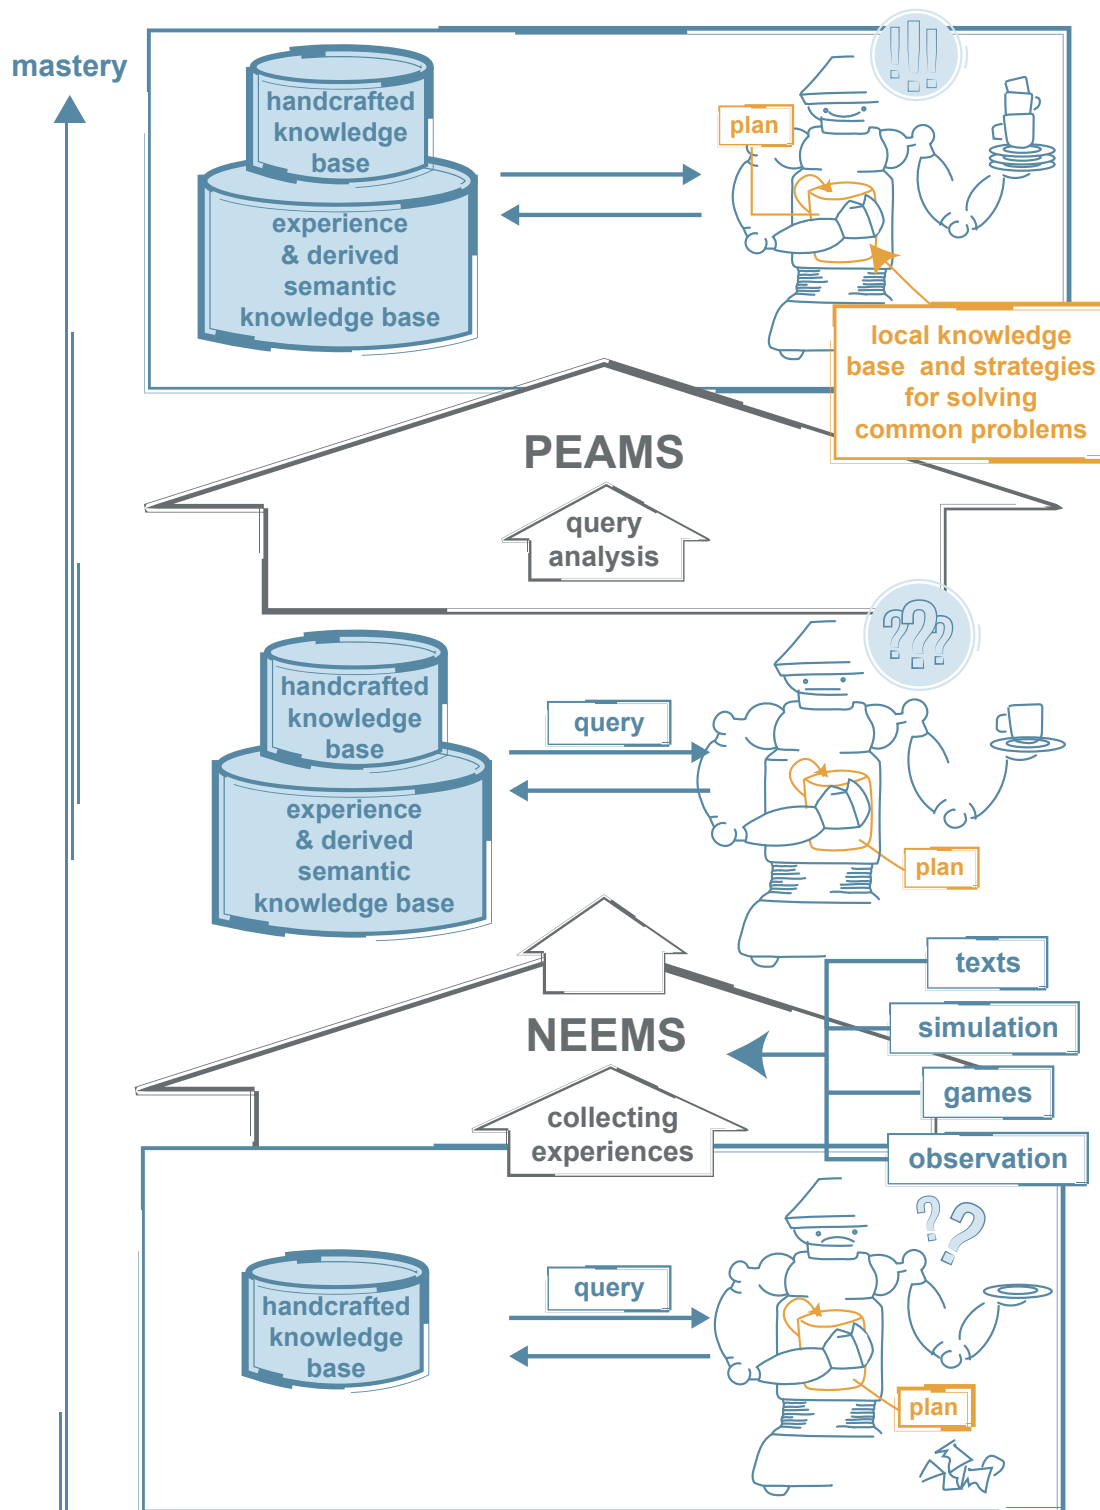 mastery
handcrafted
knowledge
base
experience
& derived
semantic
knowledge base
plan
!!!
local knowledge
base and strategies
for solving
common problems
PEAMS
query
analysis
???
handcrafted
knowledge
base
experience
& derived
semantic
knowledge base
query
plan
texts
simulation
games
observation
NEEMS
collecting
experiences
??
handcrafted
knowledge
base
query
plan